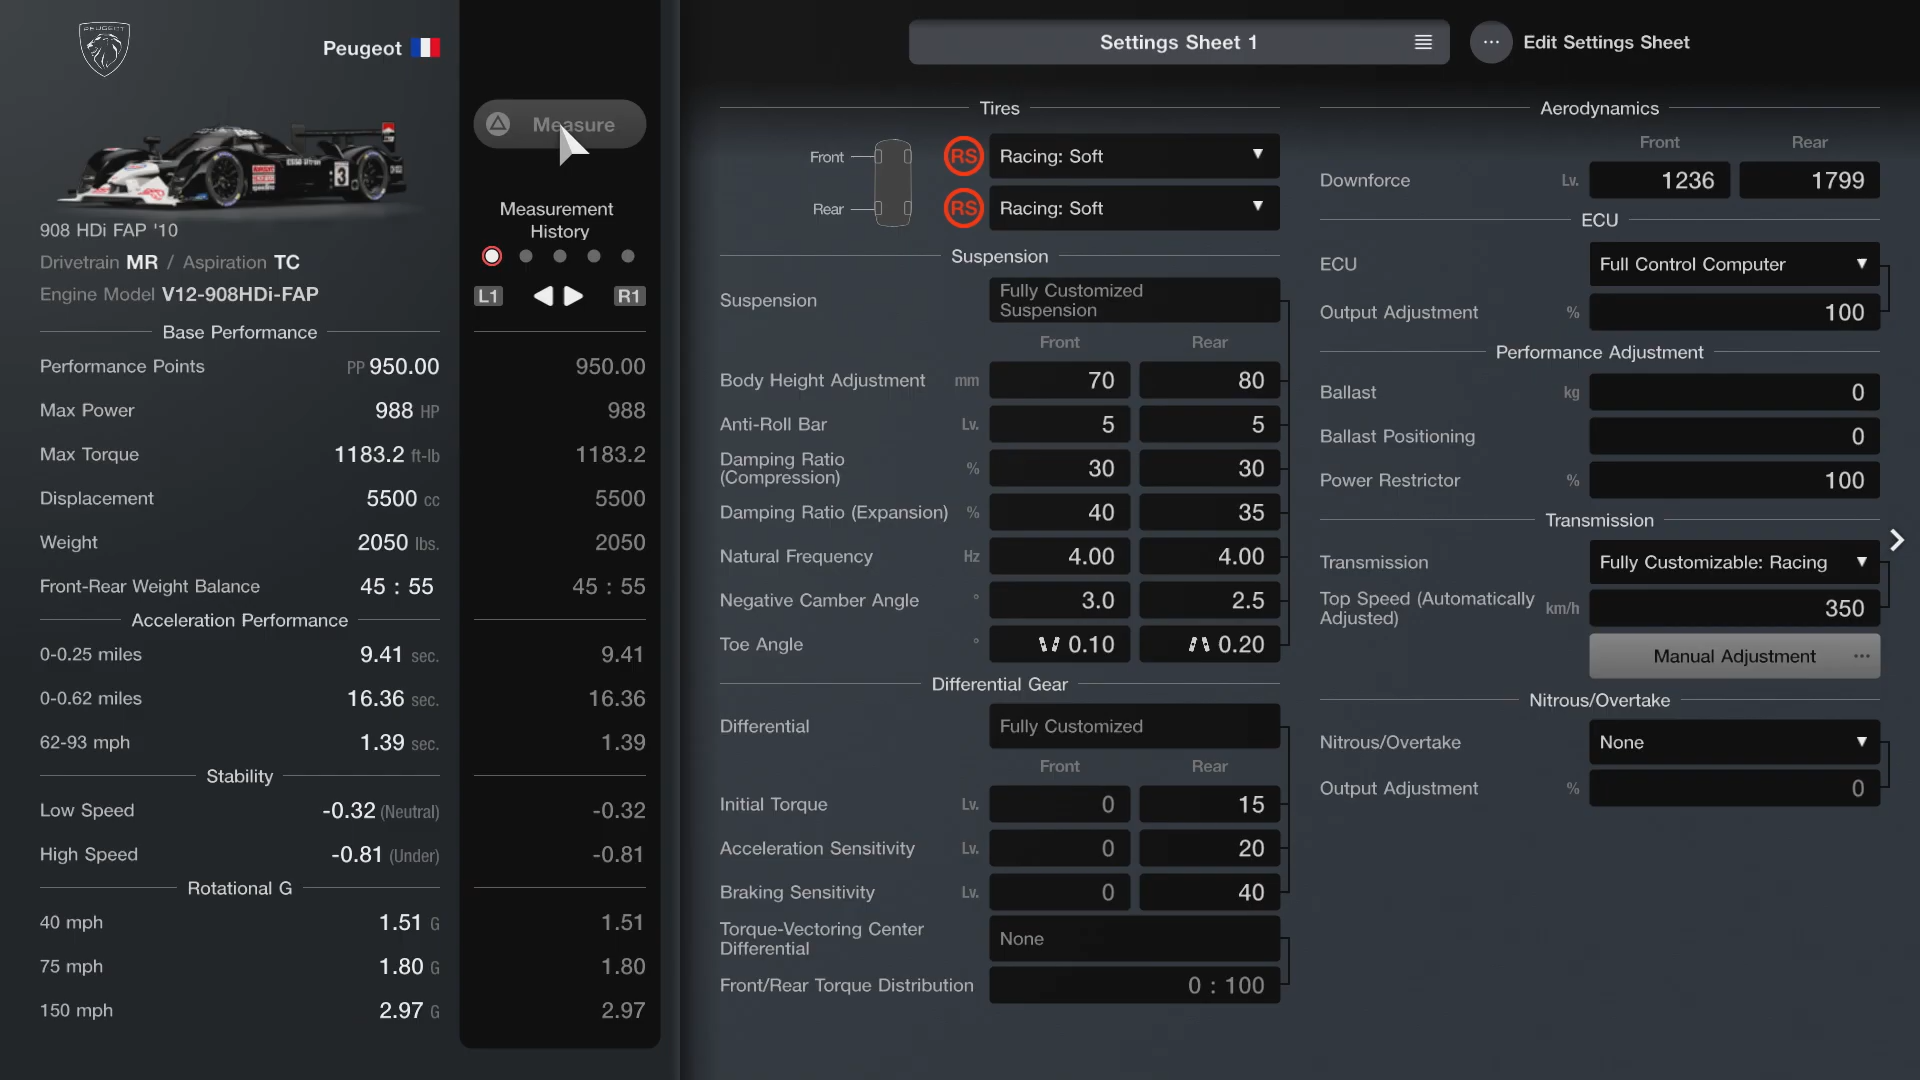 PEUGEOT
Peugeot
908 HDi FAP '10
Drivetrain MR / Aspiration TC
Engine Model V12-908HDi-FAP
Base Performance
Performance Points PP 950.00
Max Power 988 HP
Max Torque 1183.2 ft-lb
Displacement 5500 cc
Weight 2050 lbs.
Front-Rear Weight Balance 45 : 55
Acceleration Performance
0-0.25 miles 9.41 sec.
0-0.62 miles 16.36 sec.
62-93 mph 1.39 sec.
Stability
Low Speed -0.32 (Neutral)
High Speed -0.81 (Under)
Rotational G
40 mph 1.51 G
75 mph 1.80 G
150 mph 2.97 G
Measure
Measurement
History
L1 R1
950.00
988
1183.2
5500
2050
45 : 55
9.41
16.36
1.39
-0.32
-0.81
1.51
1.80
2.97
Settings Sheet 1
Edit Settings Sheet
Tires
Front RS Racing: Soft
Rear RS Racing: Soft
Suspension
Suspension Fully Customized
Suspension
Front Rear
Body Height Adjustment mm 70 80
Anti-Roll Bar Lv. 5 5
Damping Ratio
(Compression) % 30 30
Damping Ratio (Expansion) % 40 35
Natural Frequency Hz 4.00 4.00
Negative Camber Angle ° 3.0 2.5
Toe Angle ° 0.10 0.20
Differential Gear
Differential Fully Customized
Front Rear
Initial Torque Lv. 0 15
Acceleration Sensitivity Lv. 0 20
Braking Sensitivity Lv. 0 40
Torque-Vectoring Center
Differential None
Front/Rear Torque Distribution 0 : 100
Aerodynamics
Front Rear
Downforce Lv. 1236 1799
ECU
ECU Full Control Computer
Output Adjustment % 100
Performance Adjustment
Ballast kg 0
Ballast Positioning 0
Power Restrictor % 100
Transmission
Transmission Fully Customizable: Racing
Top Speed (Automatically
Adjusted) km/h 350
Manual Adjustment
Nitrous/Overtake
Nitrous/Overtake None
Output Adjustment % 0